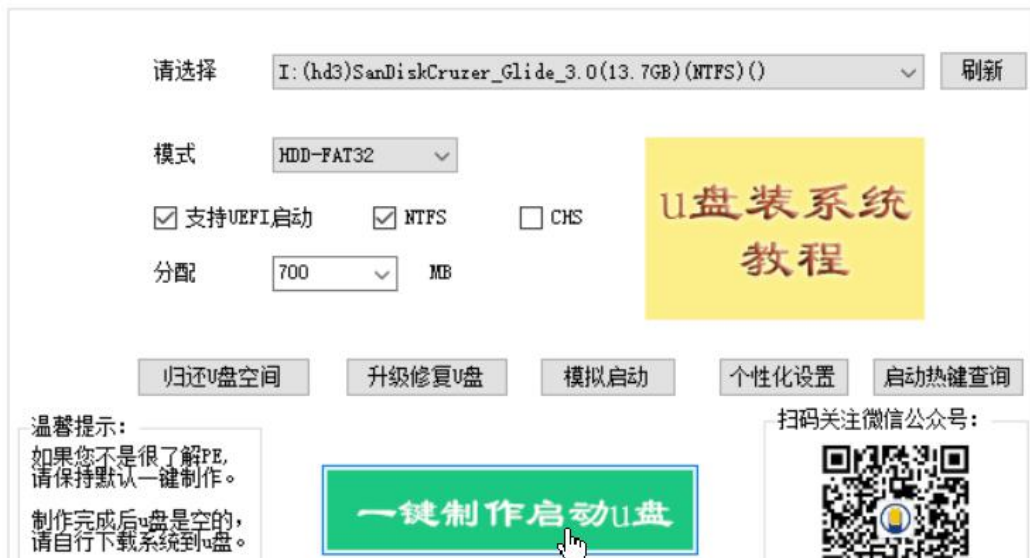 请选择
I:(hd3)SanDiskCruzer_Glide_3.0(13.7GB)(NTFS)()
刷新
模式
HDD-FAT32
支持UEFI启动
NTFS
CHS
u盘装系统
教程
分配
700
MB
归还U盘空间
升级修复U盘
模拟启动
个性化设置
启动热键查询
温馨提示：
如果您不是很了解PE,
请保持默认一键制作。
制作完成后u盘是空的，
请自行下载系统到u盘。
一键制作启动u盘
扫码关注微信公众号：